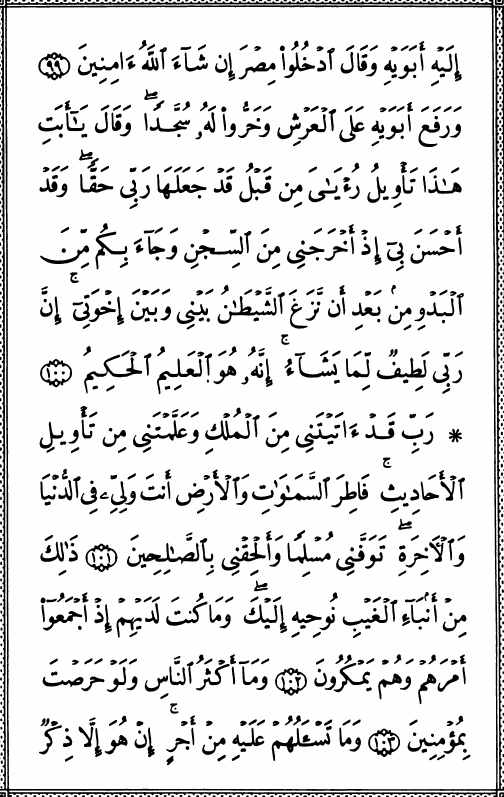 إِلَيْهِ أَبَوَيْهِ وَقَالَ ٱدْخُلُوا۟ مِصْرَ إِن شَآءَ ٱللَّهُ ءَامِنِينَ ٩٩
وَرَفَعَ أَبَوَيْهِ عَلَى ٱلْعَرْشِ وَخَرُّوا۟ لَهُۥ سُجَّدًا ۖ وَقَالَ يَـٰٓأَبَتِ
هَـٰذَا تَأْوِيلُ رُءْيَـٰىَ مِن قَبْلُ قَدْ جَعَلَهَا رَبِّى حَقًّا ۖ وَقَدْ
أَحْسَنَ بِىٓ إِذْ أَخْرَجَنِى مِنَ ٱلسِّجْنِ وَجَآءَ بِكُم مِّنَ
ٱلْبَدْوِ مِنۢ بَعْدِ أَن نَّزَغَ ٱلشَّيْطَـٰنُ بَيْنِى وَبَيْنَ إِخْوَتِىٓ ۚ إِنَّ
رَبِّى لَطِيفٌ لِّمَا يَشَآءُ ۚ إِنَّهُۥ هُوَ ٱلْعَلِيمُ ٱلْحَكِيمُ ١٠٠
* رَبِّ قَدْ ءَاتَيْتَنِى مِنَ ٱلْمُلْكِ وَعَلَّمْتَنِى مِن تَأْوِيلِ
ٱلْأَحَادِيثِ ۚ فَاطِرَ ٱلسَّمَـٰوَٰتِ وَٱلْأَرْضِ أَنتَ وَلِىِّۦ فِى ٱلدُّنْيَا
وَٱلْـَٔاخِرَةِ ۖ تَوَفَّنِى مُسْلِمًا وَأَلْحِقْنِى بِٱلصَّـٰلِحِينَ ١٠١ ذَٰلِكَ
مِنْ أَنۢبَآءِ ٱلْغَيْبِ نُوحِيهِ إِلَيْكَ ۖ وَمَا كُنتَ لَدَيْهِمْ إِذْ أَجْمَعُوٓا۟
أَمْرَهُمْ وَهُمْ يَمْكُرُونَ ١٠٢ وَمَآ أَكْثَرُ ٱلنَّاسِ وَلَوْ حَرَصْتَ
بِمُؤْمِنِينَ ١٠٣ وَمَا تَسْـَٔلُهُمْ عَلَيْهِ مِنْ أَجْرٍ ۚ إِنْ هُوَ إِلَّا ذِكْرٌ